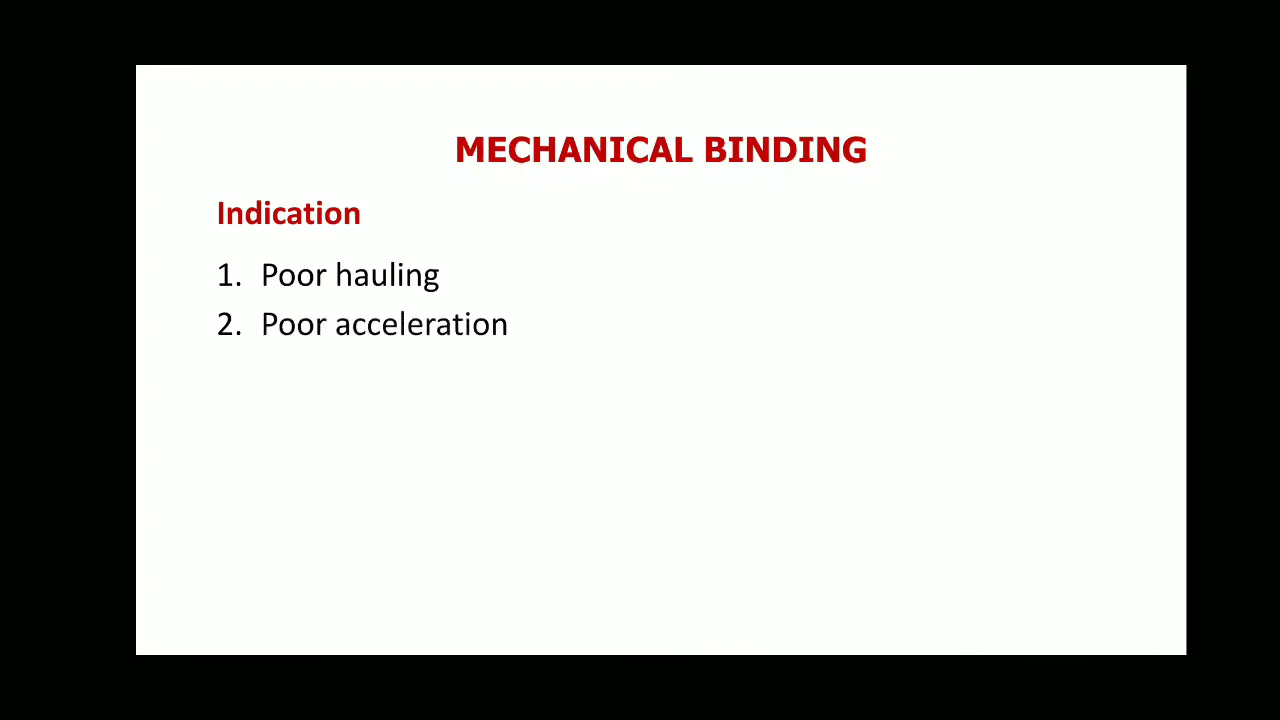 MECHANICAL BINDING
Indication
1. Poor hauling
2. Poor acceleration